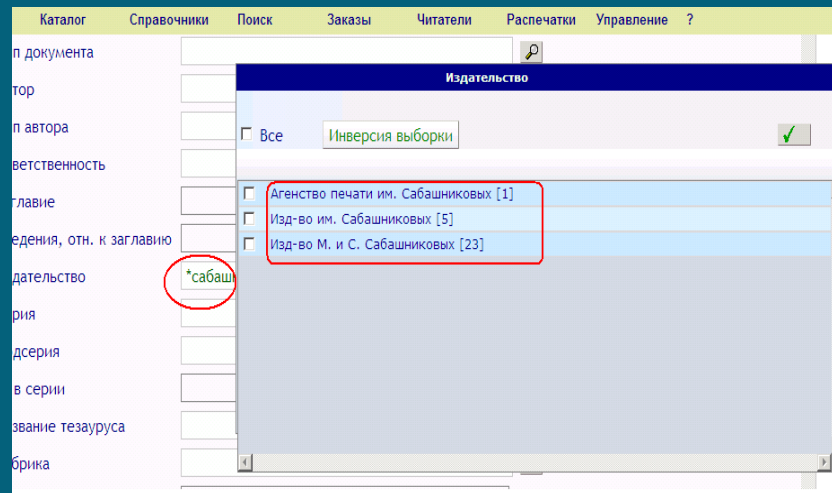 Каталог Справочники Поиск Заказы Читатели Распечатки Управление ?
п документа
Издательство
тор
п автора
Все Инверсия выборки
ветственность
главие
Агенство печати им. Сабашниковых [1]
Изд-во им. Сабашниковых [5]
едения, отн. к заглавию
Изд-во М. и С. Сабашниковых [23]
дательство *сабаш
рия
дсерия
в серии
звание тезауруса
брика